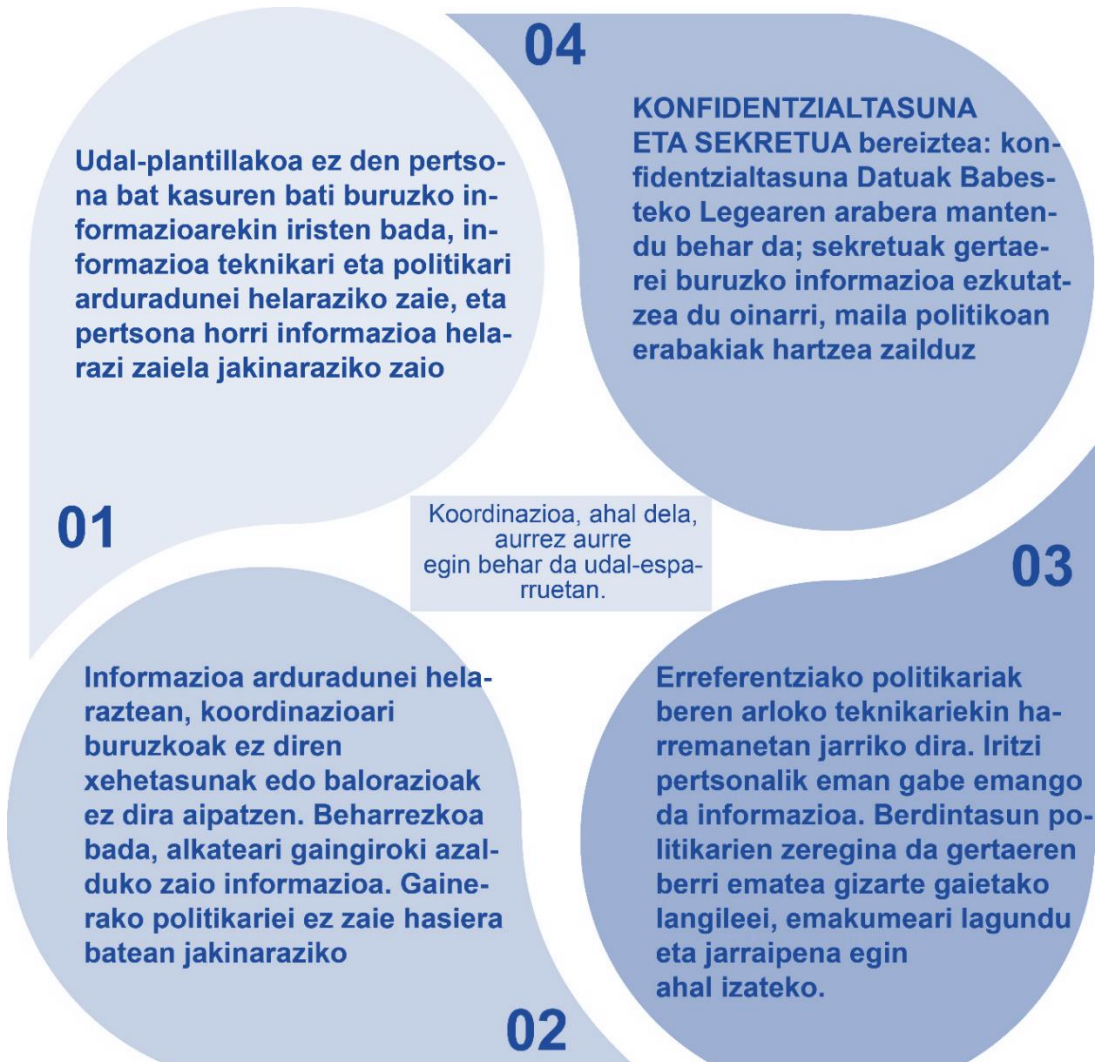 01
Udal-plantillakoa ez den pertso-
na bat kasuren bati buruzko in-
formazioarekin iristen bada, in-
formazioa teknikari eta politikari
arduradunei helaraziko zaie, eta
pertsona horri informazioa hela-
razi zaiela jakinaraziko zaio
02
Informazioa arduradunei hela-
raztean, koordinazioari
buruzkoak ez diren
xehetasunak edo balorazioak
ez dira aipatzen. Beharrezkoa
bada, alkateari gaingiroki azal-
duko zaio informazioa. Gaine-
rako politikariei ez zaie hasiera
batean jakinaraziko
03
Erreferentziako politikariak
beren arloko teknikariekin ha-
rremanetan jarriko dira. Iritzi
pertsonalik eman gabe emango
da informazioa. Berdintasun po-
litikarien zeregina da gertaeren
berri ematea gizarte gaietako
langileei, emakumeari lagundu
eta jarraipena egin
ahal izateko.
04
KONFIDENTZIALTASUNA
ETA SEKRETUA bereiztea: kon-
fidentzialtasuna Datuak Babes-
teko Legearen arabera manten-
du behar da; sekretuak gertae-
rei buruzko informazioa ezkutat-
zea du oinarri, maila politikoan
erabakiak hartzea zailduz
Koordinazioa, ahal dela,
aurrez aurre
egin behar da udal-espa-
rruetan.